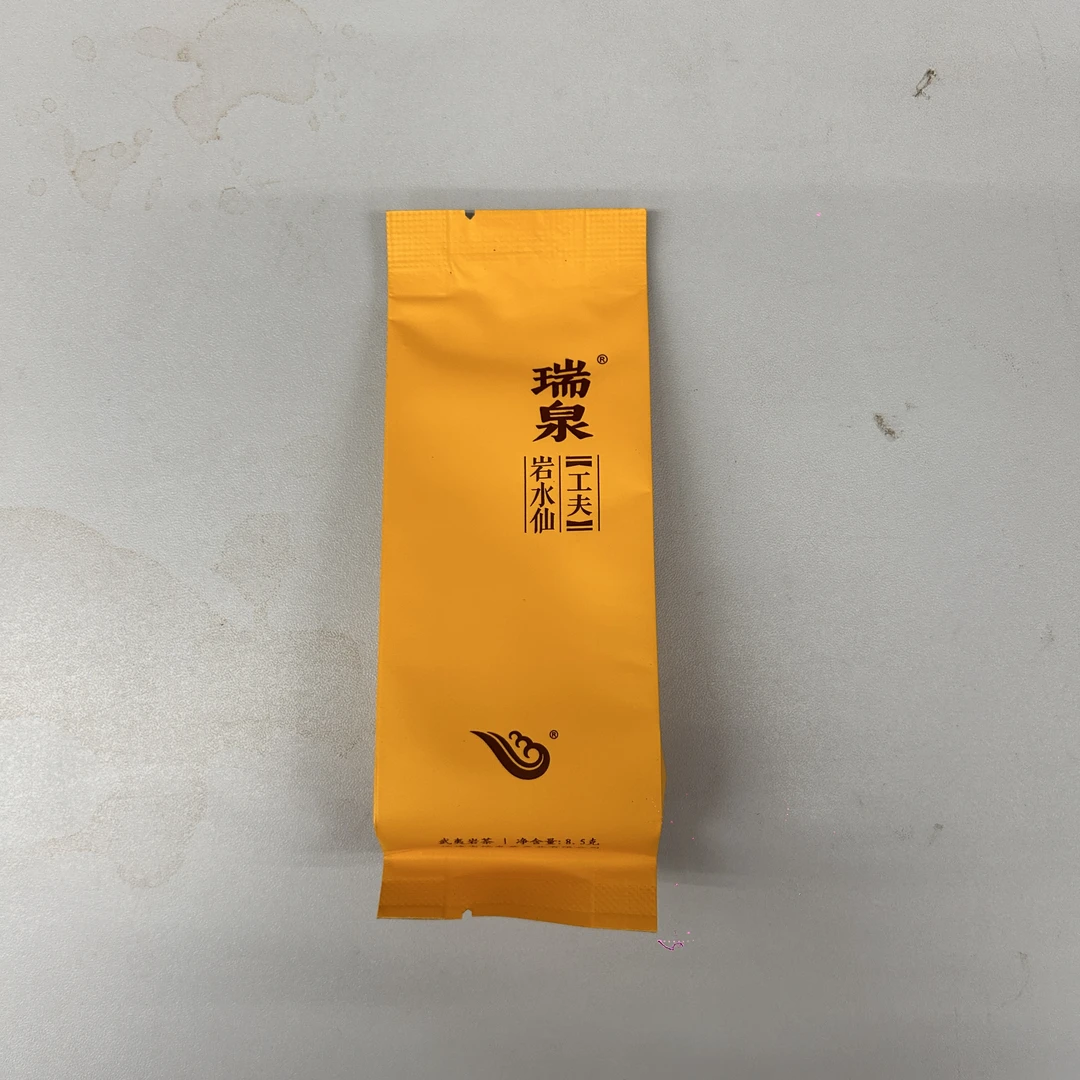 瑞泉®
【工夫】
岩水仙
®
武夷岩茶 | 净含量:8.5克